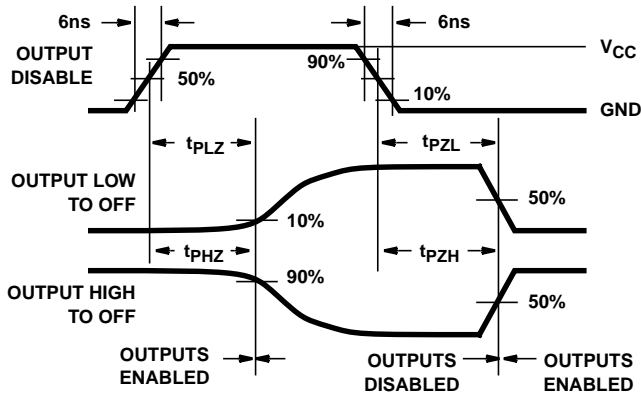 6ns
6ns
OUTPUT
DISABLE
50%
90%
10%
VCC
GND
tPLZ
tPZL
OUTPUT LOW
TO OFF
10%
50%
tPHZ
tPZH
OUTPUT HIGH
TO OFF
90%
50%
OUTPUTS
ENABLED
OUTPUTS
DISABLED
OUTPUTS
ENABLED